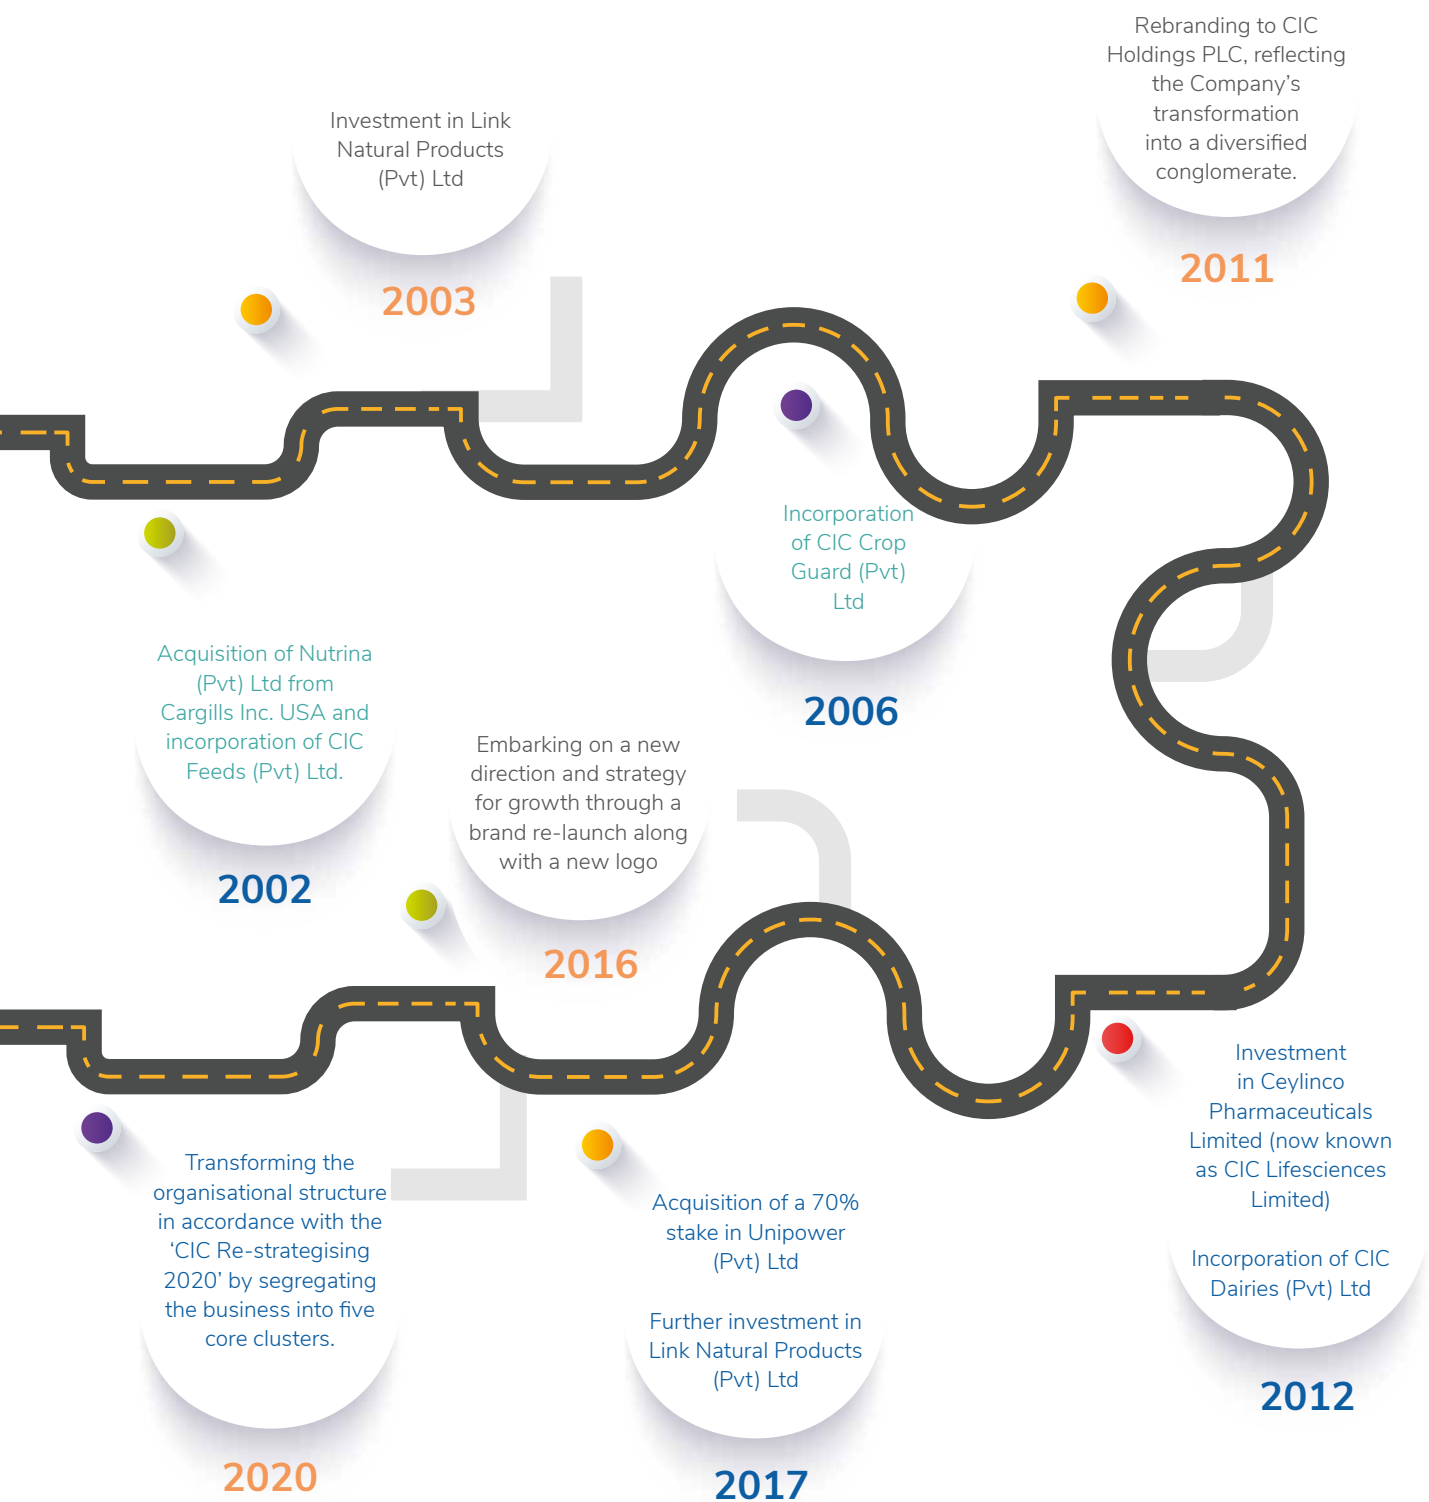 Acquisition of Nutrina
(Pvt) Ltd from
Cargills Inc. USA and
incorporation of CIC
Feeds (Pvt) Ltd.
2002
Investment in Link
Natural Products
(Pvt) Ltd
2003
Incorporation
of CIC Crop
Guard (Pvt)
Ltd
2006
Rebranding to CIC
Holdings PLC, reflecting
the Company’s
transformation
into a diversified
conglomerate.
2011
Investment
in Ceylinco
Pharmaceuticals
Limited (now known
as CIC Lifesciences
Limited)
Incorporation of CIC
Dairies (Pvt) Ltd
2012
Embarking on a new
direction and strategy
for growth through a
brand re-launch along
with a new logo
2016
Acquisition of a 70%
stake in Unipower
(Pvt) Ltd
Further investment in
Link Natural Products
(Pvt) Ltd
2017
Transforming the
organisational structure
in accordance with the
‘CIC Re-strategising
2020’ by segregating
the business into five
core clusters.
2020